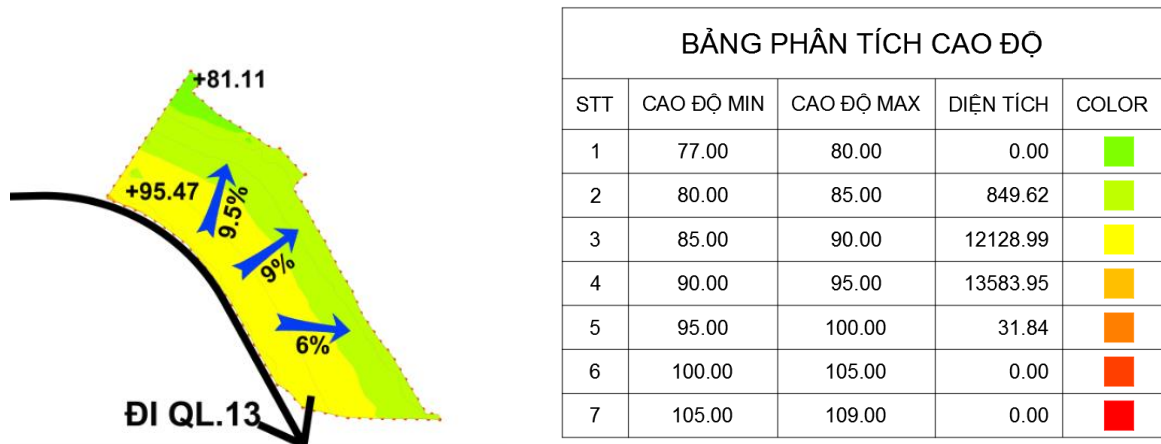 +81.11
+95.47
9.5%
9%
6%
ĐI QL.13
BẢNG PHÂN TÍCH CAO ĐỘ
STT CAO ĐỘ MIN CAO ĐỘ MAX DIỆN TÍCH COLOR
1 77.00 80.00 0.00
2 80.00 85.00 849.62
3 85.00 90.00 12128.99
4 90.00 95.00 13583.95
5 95.00 100.00 31.84
6 100.00 105.00 0.00
7 105.00 109.00 0.00